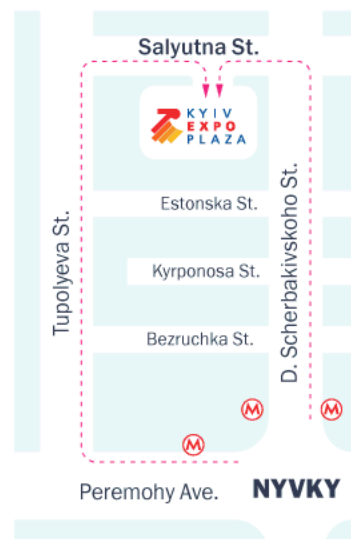 Salyutna St.
KYIV
EXPO
PLAZA
Estonska St.
Tupolyeva St.
Kyrponosa St.
D. Scherbakivskoho St.
Bezruchka St.
M
M
M
Peremohy Ave.
NYVKY